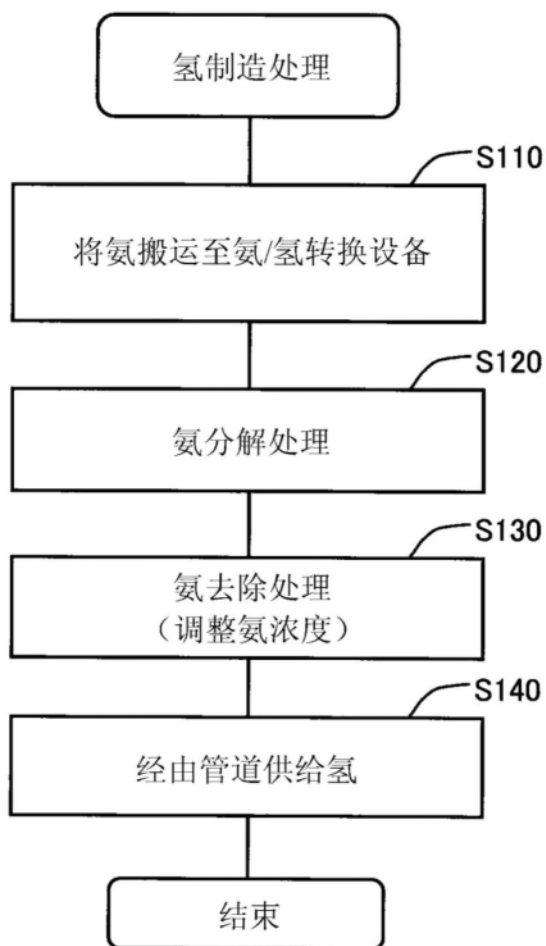 氢制造处理
S110
将氨搬运至氨/氢转换设备
S120
氨分解处理
S130
氨去除处理
（调整氨浓度）
S140
经由管道供给氢
结束